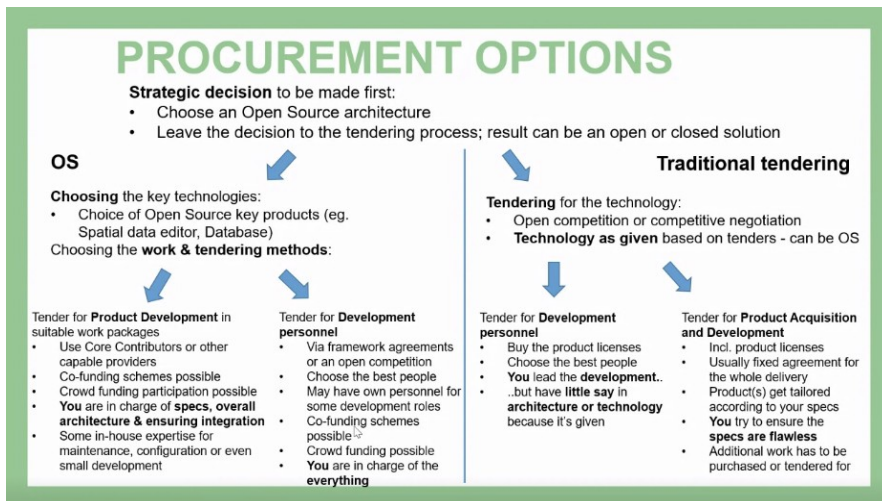 PROCUREMENT OPTIONS
Strategic decision to be made first:
• Choose an Open Source architecture
• Leave the decision to the tendering process; result can be an open or closed solution
OS
Choosing the key technologies:
• Choice of Open Source key products (eg.
Spatial data editor, Database)
Choosing the work & tendering methods:
Tender for Product Development in
suitable work packages
• Use Core Contributors or other
capable providers
• Co-funding schemes possible
• Crowd funding participation possible
• You are in charge of specs, overall
architecture & ensuring integration
• Some in-house expertise for
maintenance, configuration or even
small development
Tender for Development
personnel
• Via framework agreements
or an open competition
• Choose the best people
• May have own personnel for
some development roles
• Co-funding schemes
possible
• Crowd funding possible
• You are in charge of the
everything
Traditional tendering
Tendering for the technology:
• Open competition or competitive negotiation
• Technology as given based on tenders - can be OS
Tender for Development
personnel
• Buy the product licenses
• Choose the best people
• You lead the development..
• ..but have little say in
architecture or technology
because it's given
Tender for Product Acquisition
and Development
• Incl. product licenses
• Usually fixed agreement for
the whole delivery
• Product(s) get tailored
according to your specs
• You try to ensure the
specs are flawless
• Additional work has to be
purchased or tendered for